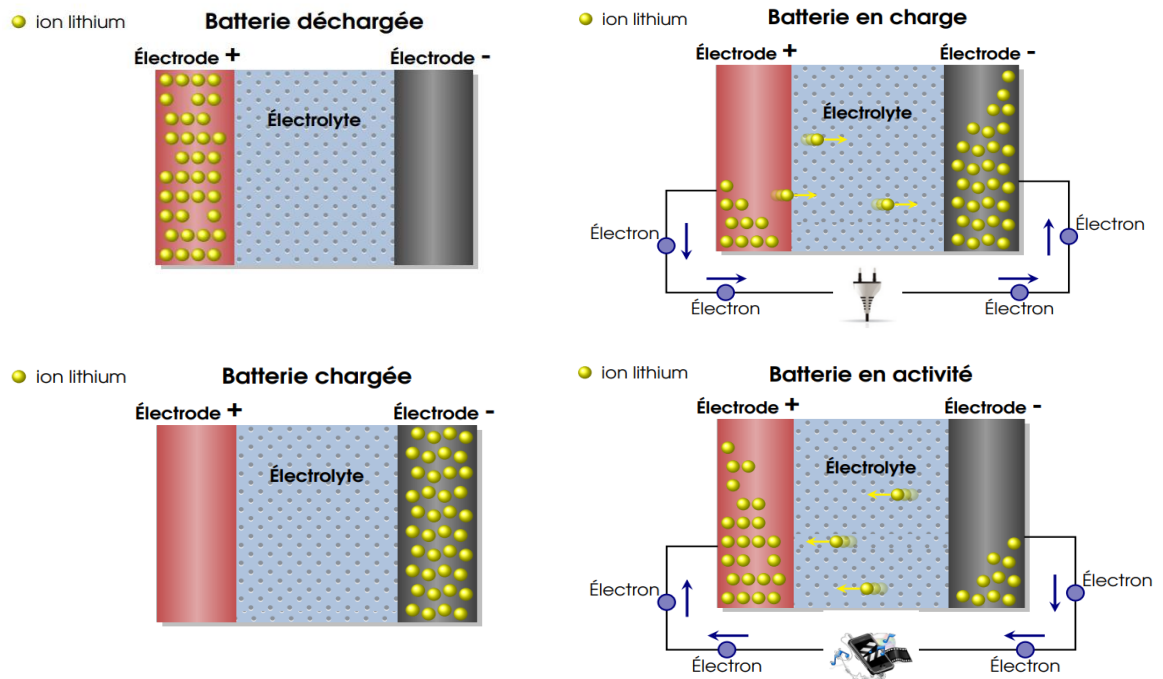 ion lithium
Batterie déchargée
Électrode +
Électrode -
Électrolyte
ion lithium
Batterie en charge
Électrode +
Électrode -
Électrolyte
Électron
Électron
Électron
Électron
ion lithium
Batterie chargée
Électrode +
Électrode -
Électrolyte
ion lithium
Batterie en activité
Électrode +
Électrode -
Électrolyte
Électron
Électron
Électron
Électron